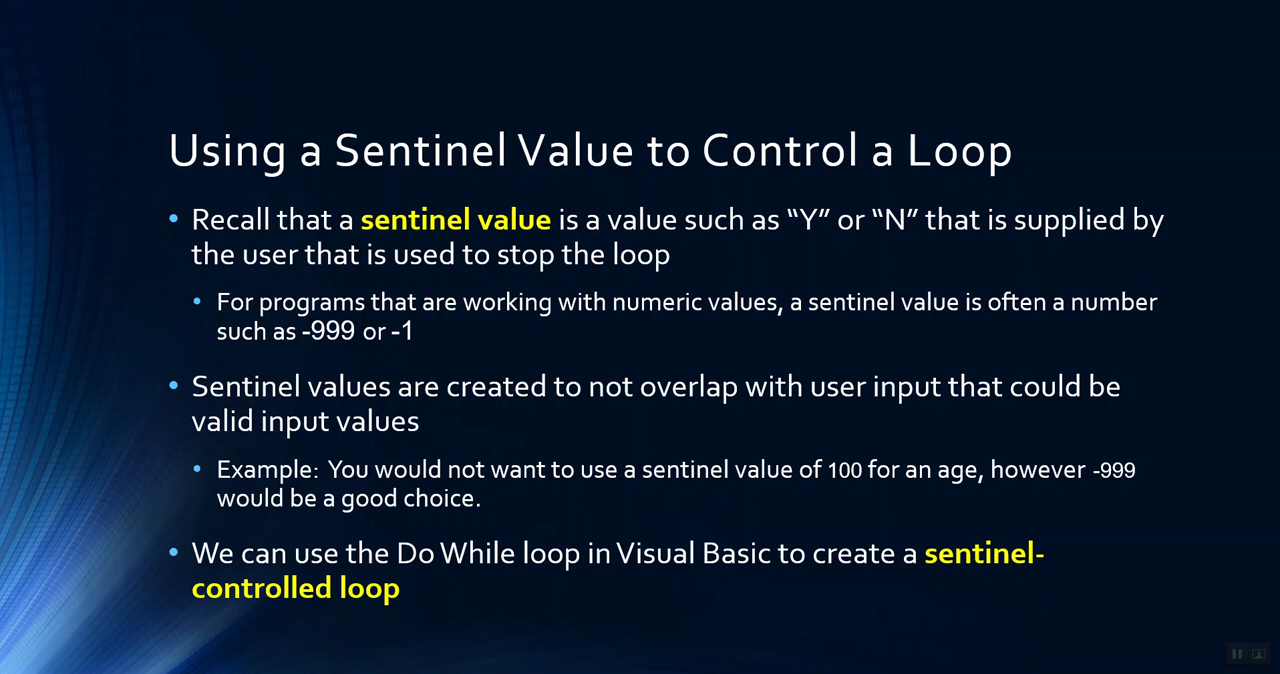 Using a Sentinel Value to Control a Loop
• Recall that a sentinel value is a value such as “Y” or “N” that is supplied by
the user that is used to stop the loop
• For programs that are working with numeric values, a sentinel value is often a number
such as -999 or -1
• Sentinel values are created to not overlap with user input that could be
valid input values
• Example: You would not want to use a sentinel value of 100 for an age, however -999
would be a good choice.
• We can use the Do While loop in Visual Basic to create a sentinel-
controlled loop